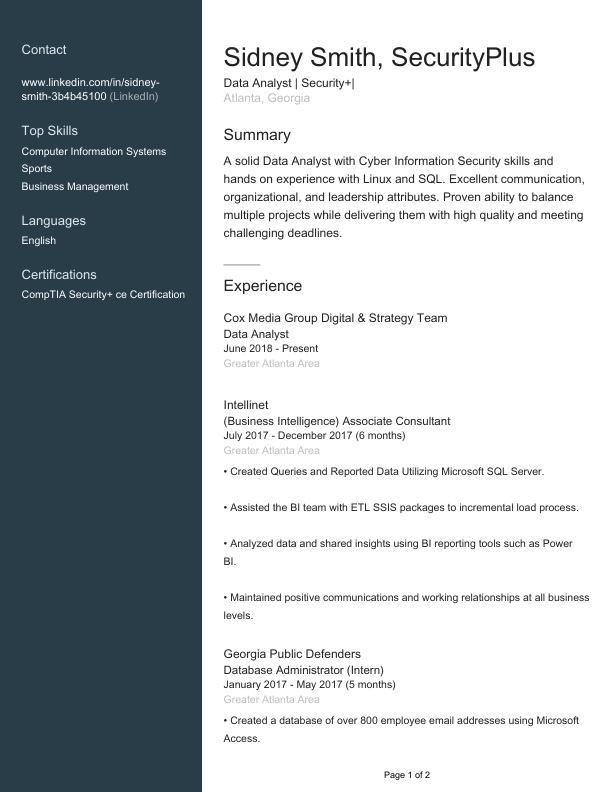 Contact
www.linkedin.com/in/sidney-
smith-3b4b45100 (LinkedIn)
Top Skills
Computer Information Systems
Sports
Business Management
Languages
English
Certifications
CompTIA Security+ ce Certification
Sidney Smith, SecurityPlus
Data Analyst | Security+|
Atlanta, Georgia
Summary
A solid Data Analyst with Cyber Information Security skills and
hands on experience with Linux and SQL. Excellent communication,
organizational, and leadership attributes. Proven ability to balance
multiple projects while delivering them with high quality and meeting
challenging deadlines.
Experience
Cox Media Group Digital & Strategy Team
Data Analyst
June 2018 - Present
Greater Atlanta Area
Intellinet
(Business Intelligence) Associate Consultant
July 2017 - December 2017 (6 months)
Greater Atlanta Area
• Created Queries and Reported Data Utilizing Microsoft SQL Server.
• Assisted the BI team with ETL SSIS packages to incremental load process.
• Analyzed data and shared insights using BI reporting tools such as Power
BI.
• Maintained positive communications and working relationships at all business
levels.
Georgia Public Defenders
Database Administrator (Intern)
January 2017 - May 2017 (5 months)
Greater Atlanta Area
• Created a database of over 800 employee email addresses using Microsoft
Access.
Page 1 of 2